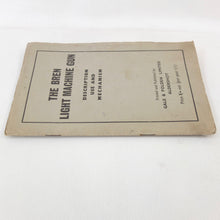 THE BREN
LIGHT MACHINE GUN
DESCRIPTION
USE AND
MECHANISM
GALE & POLDEN LIMITED
ALDERSHOT